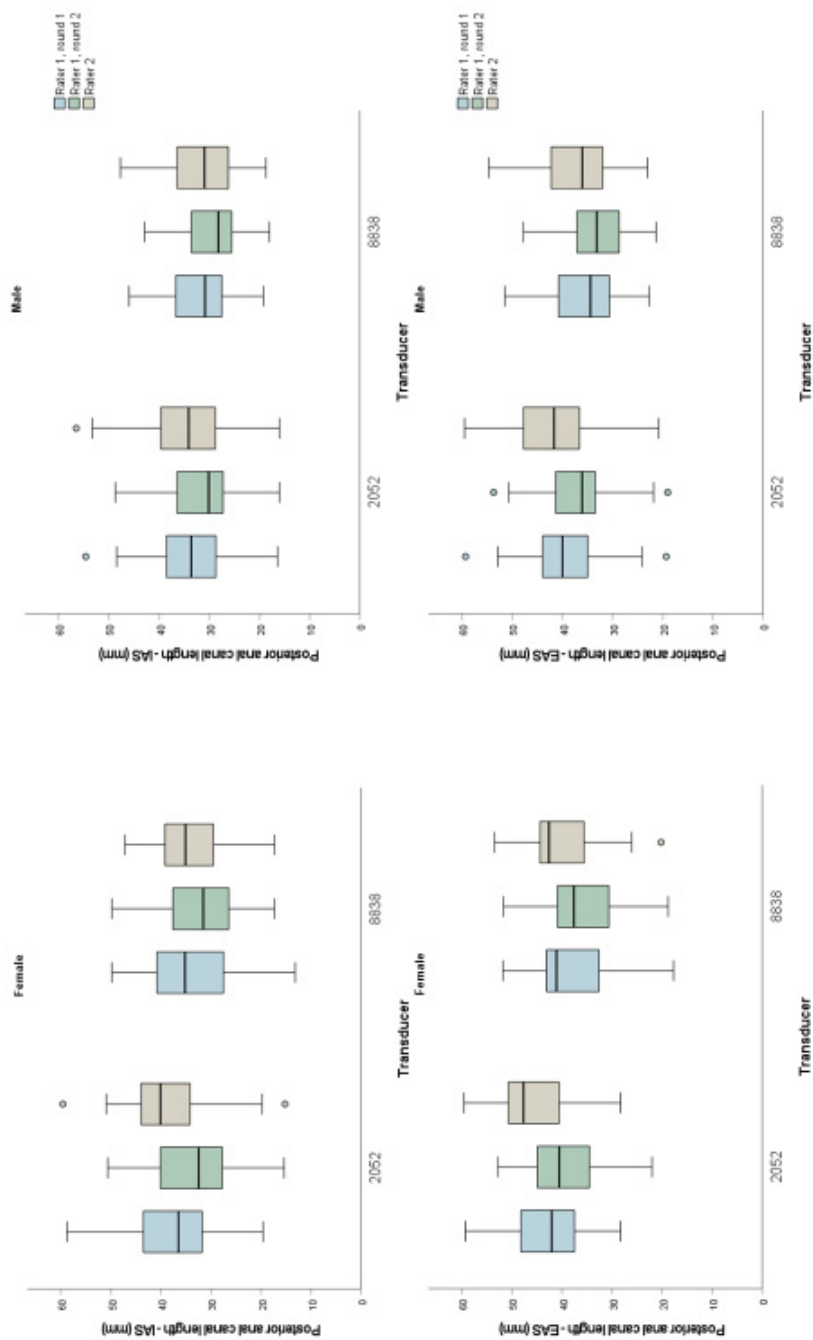 Female
Posterior anal canal length - IAS (mm)
60
50
40
30
20
10
0
2052
8838
Transducer
Male
Rater 1, round 1
Rater 1, round 2
Rater 2
Posterior anal canal length - IAS (mm)
60
50
40
30
20
10
0
2052
8838
Transducer
Female
Posterior anal canal length - EAS (mm)
60
50
40
30
20
10
0
2052
8838
Transducer
Male
Rater 1, round 1
Rater 1, round 2
Rater 2
Posterior anal canal length - EAS (mm)
60
50
40
30
20
10
0
2052
8838
Transducer